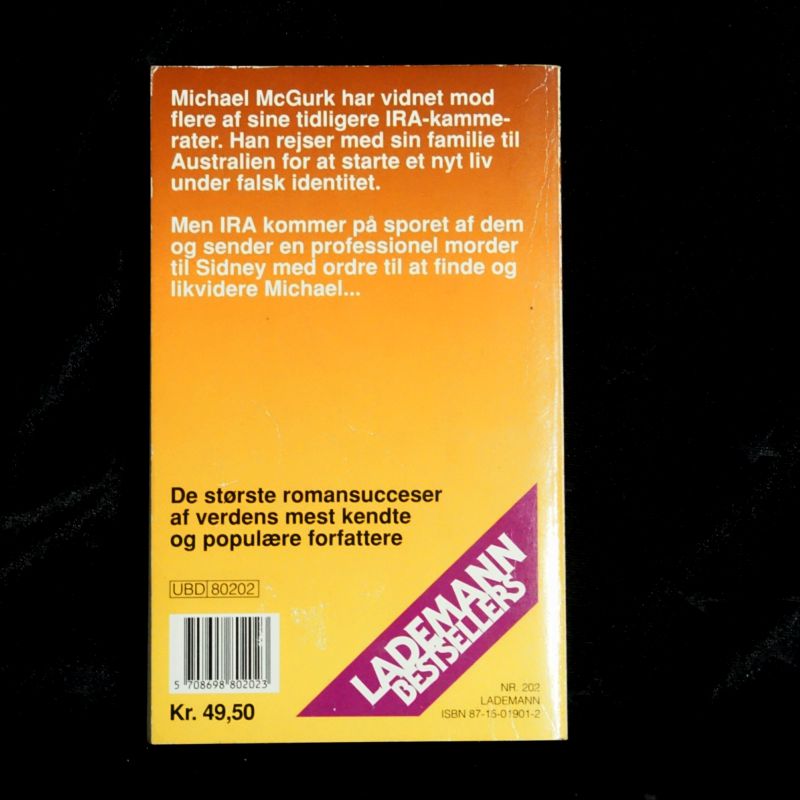 Michael McGurk har vidnet mod
flere af sine tidligere IRA-kamme-
rater. Han rejser med sin familie til
Australien for at starte et nyt liv
under falsk identitet.
Men IRA kommer på sporet af dem
og sender en professionel morder
til Sidney med ordre til at finde og
likvidere Michael...
De største romansucceser
af verdens mest kendte
og populære forfattere
UBD 80202
5 708698 802023
Kr. 49,50
LADEMANN
BESTSELLERS
NR. 202
LADEMANN
ISBN 87-15-01901-2